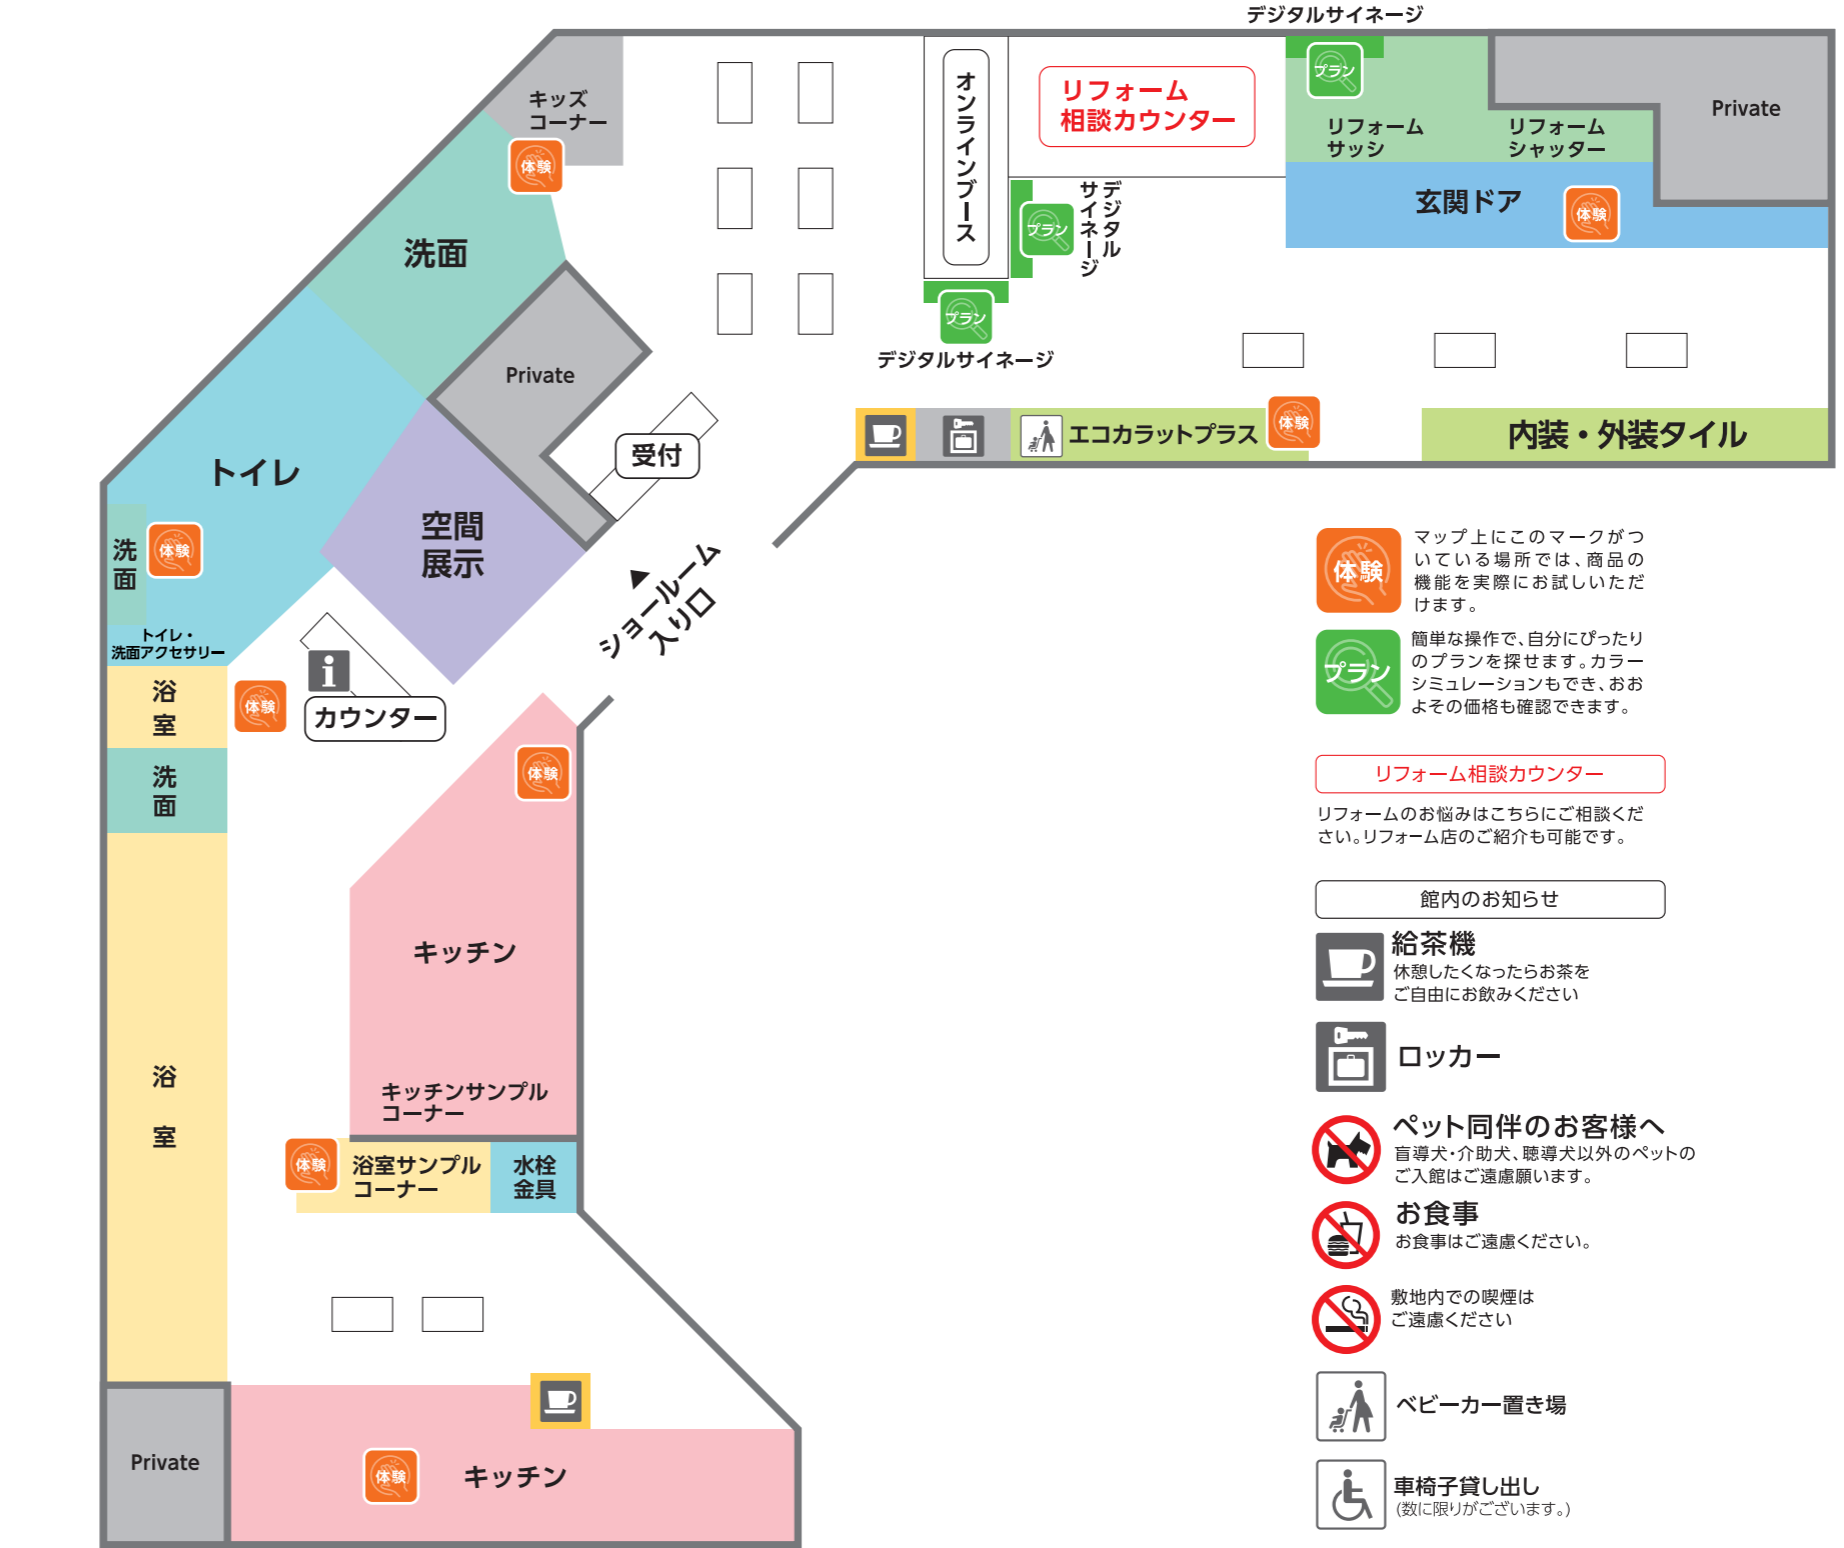 デジタルサイネージ
キッズ
コーナー
体験
洗面
オンラインブース
リフォーム
相談カウンター
プラン
リフォーム
サッシ
リフォーム
シャッター
Private
玄関ドア
体験
プラン
デジタル
サイネージ
プラン
デジタルサイネージ
Private
受付
エコカラットプラス
体験
内装・外装タイル
トイレ
洗面
体験
空間
展示
トイレ・
洗面アクセサリー
ショールーム
入り口
浴室
体験
カウンター
洗面
体験
キッチン
浴室
キッチンサンプル
コーナー
体験
浴室サンプル
コーナー
水栓
金具
Private
体験
キッチン
体験
マップ上にこのマークがつ
いている場所では、商品の
機能を実際にお試しいただ
けます。
プラン
簡単な操作で、自分にぴったり
のプランを探せます。カラー
シミュレーションもでき、おお
よその価格も確認できます。
リフォーム相談カウンター
リフォームのお悩みはこちらにご相談くだ
さい。リフォーム店のご紹介も可能です。
館内のお知らせ
給茶機
休憩したくなったらお茶を
ご自由にお飲みください
ロッカー
ペット同伴のお客様へ
盲導犬・介助犬、聴導犬以外のペットの
ご入館はご遠慮願います。
お食事
お食事はご遠慮ください。
敷地内での喫煙は
ご遠慮ください
ベビーカー置き場
車椅子貸し出し
(数に限りがございます。)